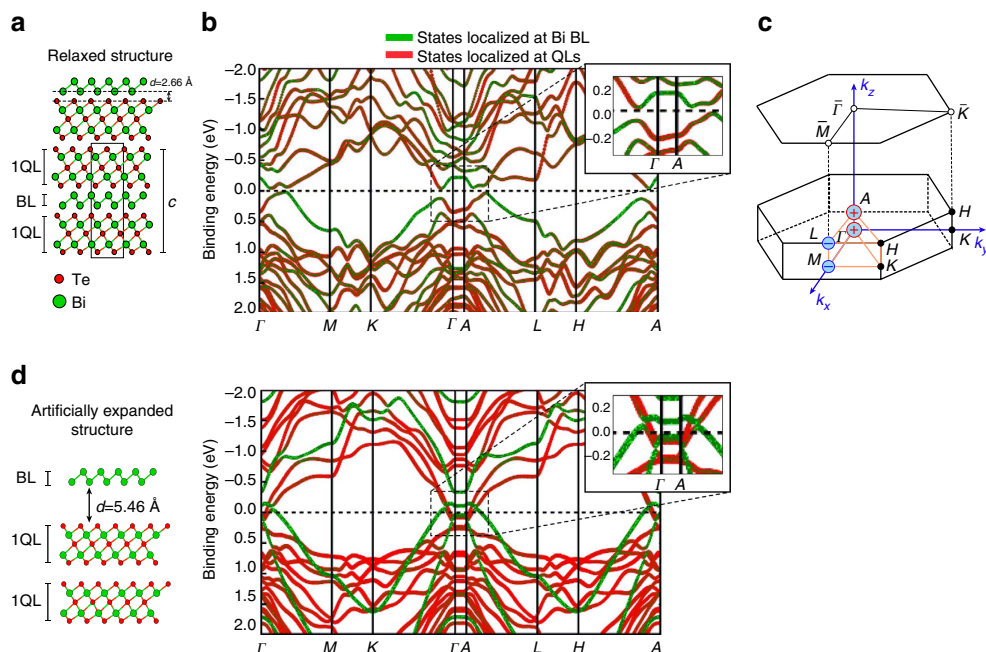 a
Relaxed structure
d=2.66 Å
1QL
BL
1QL
c
Te
Bi
b
States localized at Bi BL
States localized at QLs
Binding energy (eV)
−2.0
−1.5
−1.0
−0.5
0.0
0.5
1.0
1.5
2.0
Γ M K Γ A L H A
0.2
0.0
−0.2
Γ A
c
k_z
Γ̄
K̄
M̄
A
H
L
Γ
H
K
k_y
M
K
k_x
d
Artificially expanded
structure
BL
d=5.46 Å
1QL
1QL
Binding energy (eV)
−2.0
−1.5
−1.0
−0.5
0.0
0.5
1.0
1.5
2.0
Γ M K Γ A L H A
0.2
0.0
−0.2
Γ A